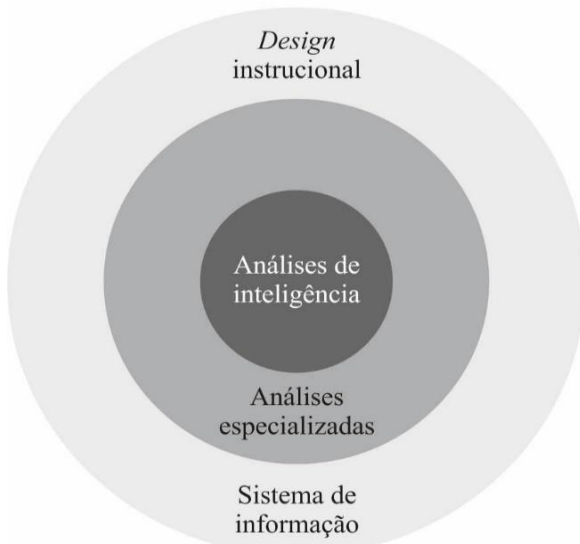 Design
instrucional
Análises de
inteligência
Análises
especializadas
Sistema de
informação